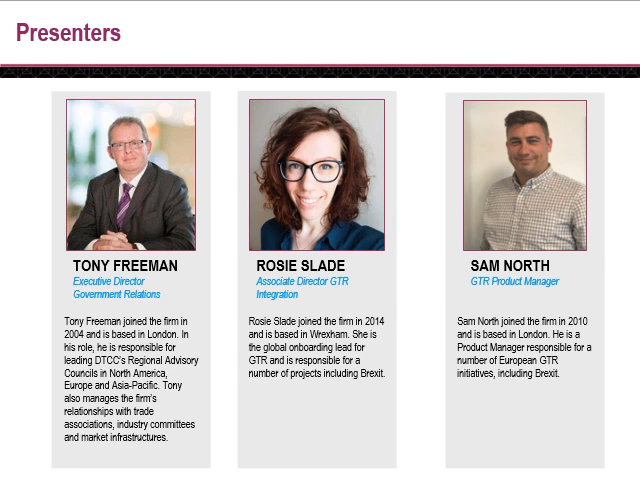 Presenters
TONY FREEMAN
Executive Director
Government Relations
Tony Freeman joined the firm in
2004 and is based in London. In
his role, he is responsible for
leading DTCC's Regional Advisory
Councils in North America,
Europe and Asia-Pacific. Tony
also manages the firm's
relationships with trade
associations, industry committees
and market infrastructures.
ROSIE SLADE
Associate Director GTR
Integration
Rosie Slade joined the firm in 2014
and is based in Wrexham. She is
the global onboarding lead for
GTR and is responsible for a
number of projects including Brexit.
SAM NORTH
GTR Product Manager
Sam North joined the firm in 2010
and is based in London. He is a
Product Manager responsible for a
number of European GTR
initiatives, including Brexit.